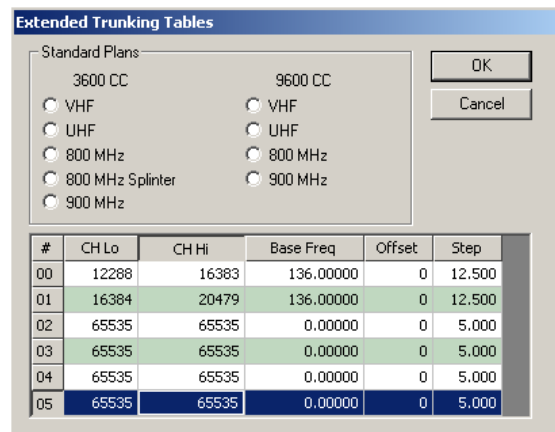 Extended Trunking Tables
Standard Plans
3600 CC 9600 CC
VHF VHF
UHF UHF
800 MHz 800 MHz
800 MHz Splinter 900 MHz
900 MHz
OK
Cancel
# CH Lo CH Hi Base Freq Offset Step
00 12288 16383 136.00000 0 12.500
01 16384 20479 136.00000 0 12.500
02 65535 65535 0.00000 0 5.000
03 65535 65535 0.00000 0 5.000
04 65535 65535 0.00000 0 5.000
05 65535 65535 0.00000 0 5.000